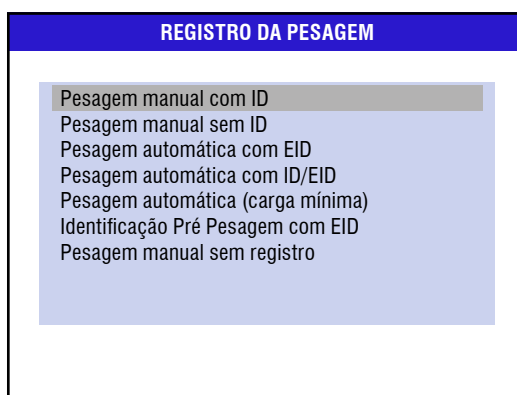 REGISTRO DA PESAGEM
Pesagem manual com ID
Pesagem manual sem ID
Pesagem automática com EID
Pesagem automática com ID/EID
Pesagem automática (carga mínima)
Identificação Pré Pesagem com EID
Pesagem manual sem registro